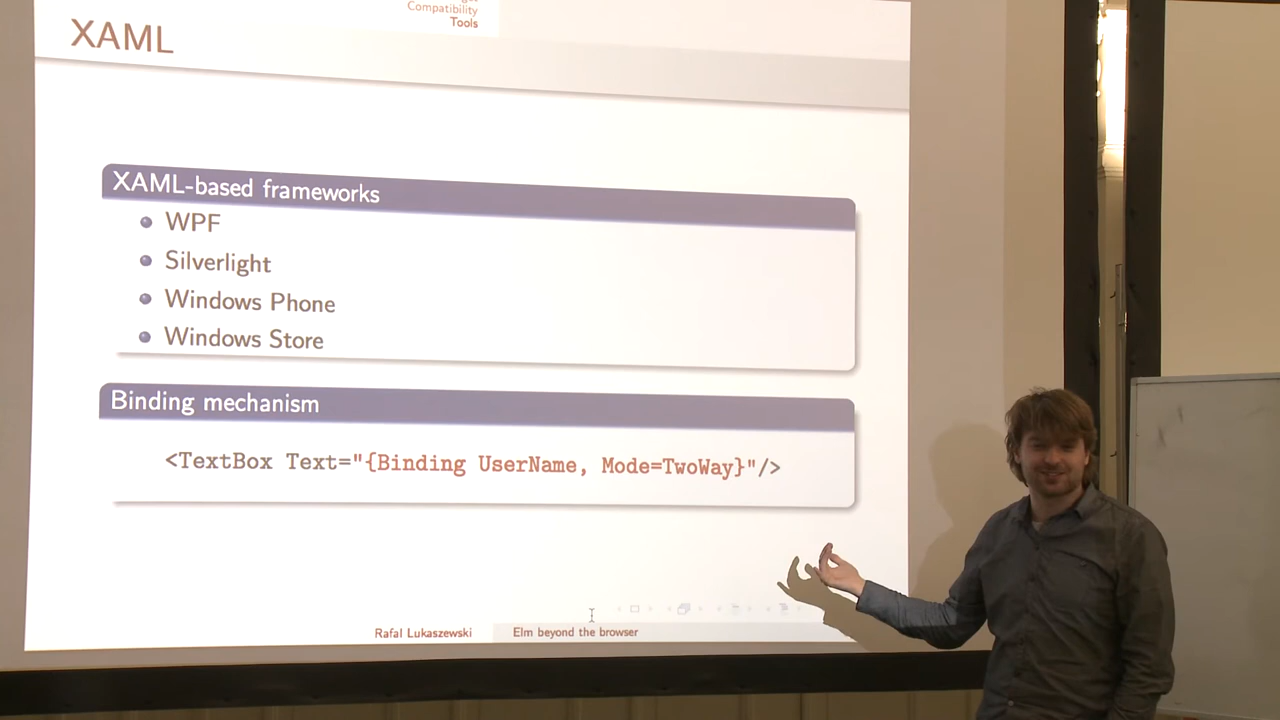 Compatibility
Tools
XAML
XAML-based frameworks
WPF
Silverlight
Windows Phone
Windows Store
Binding mechanism
<TextBox Text="{Binding UserName, Mode=TwoWay}"/>
Rafal Lukaszewski
Elm beyond the browser